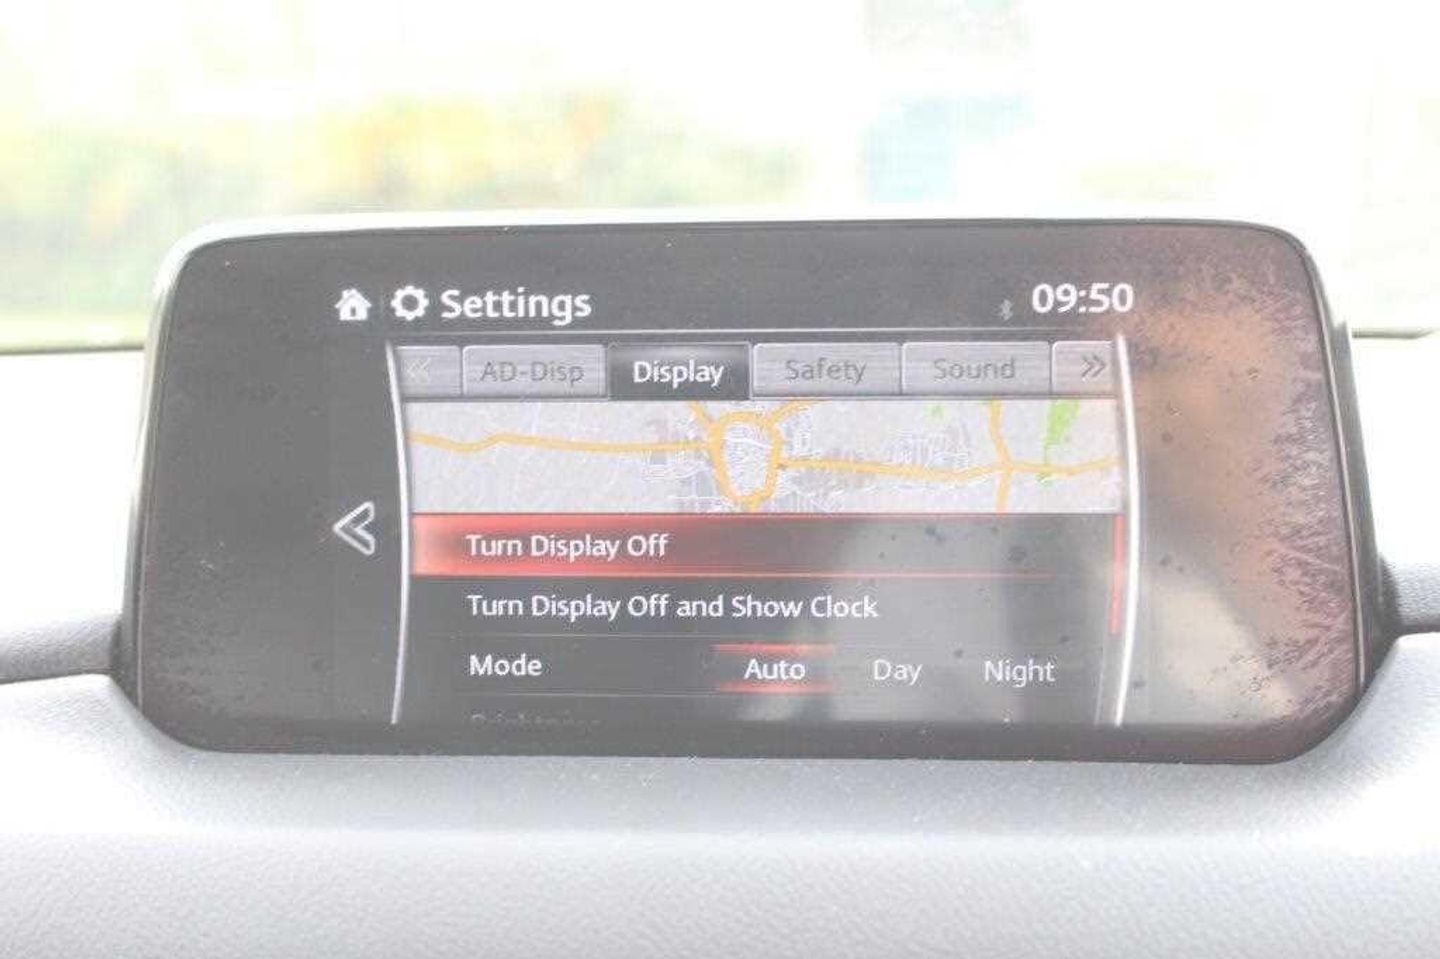 Settings 09:50
AD-Disp Display Safety Sound
Turn Display Off
Turn Display Off and Show Clock
Mode Auto Day Night